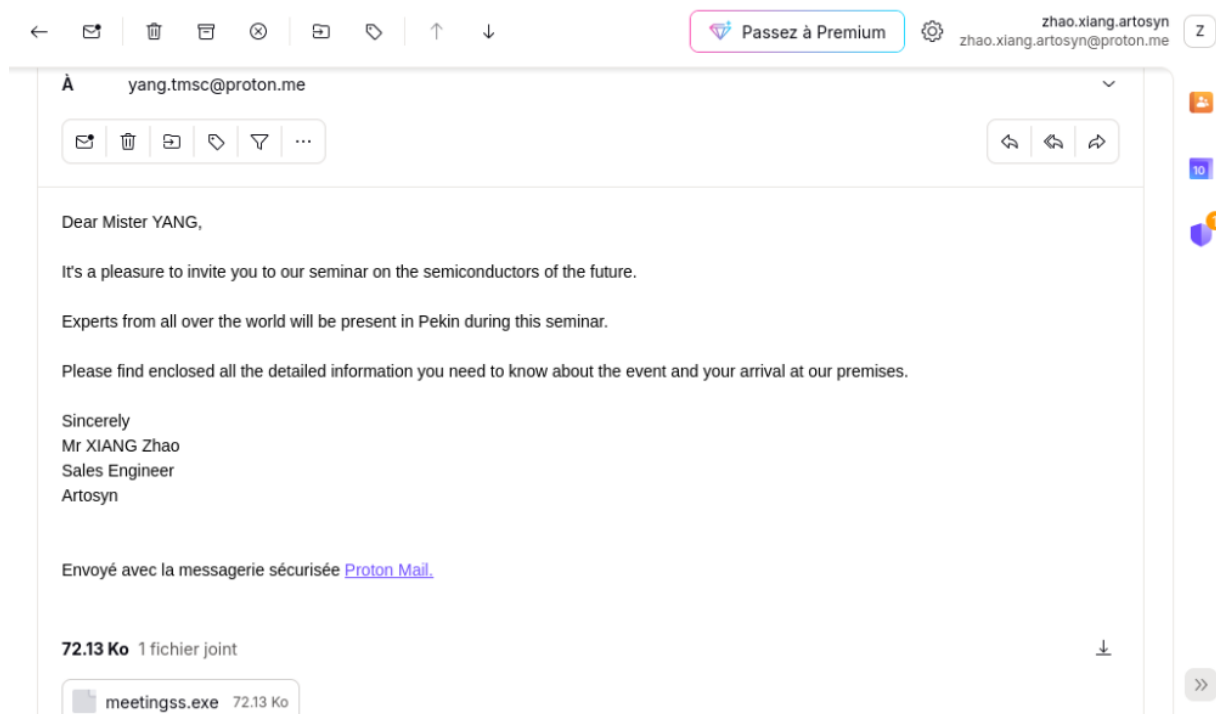 Passez à Premium
zhao.xiang.artosyn
zhao.xiang.artosyn@proton.me
Z
À yang.tmsc@proton.me
10
Dear Mister YANG,
It's a pleasure to invite you to our seminar on the semiconductors of the future.
Experts from all over the world will be present in Pekin during this seminar.
Please find enclosed all the detailed information you need to know about the event and your arrival at our premises.
Sincerely
Mr XIANG Zhao
Sales Engineer
Artosyn
Envoyé avec la messagerie sécurisée Proton Mail.
72.13 Ko 1 fichier joint
meetingss.exe 72.13 Ko